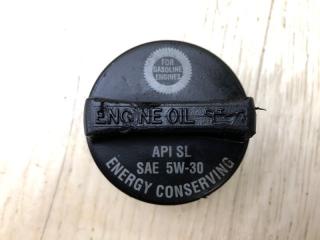 FOR
GASOLINE
ENGINES
ENGINE OIL
API SL
SAE 5W-30
ENERGY CONSERVING